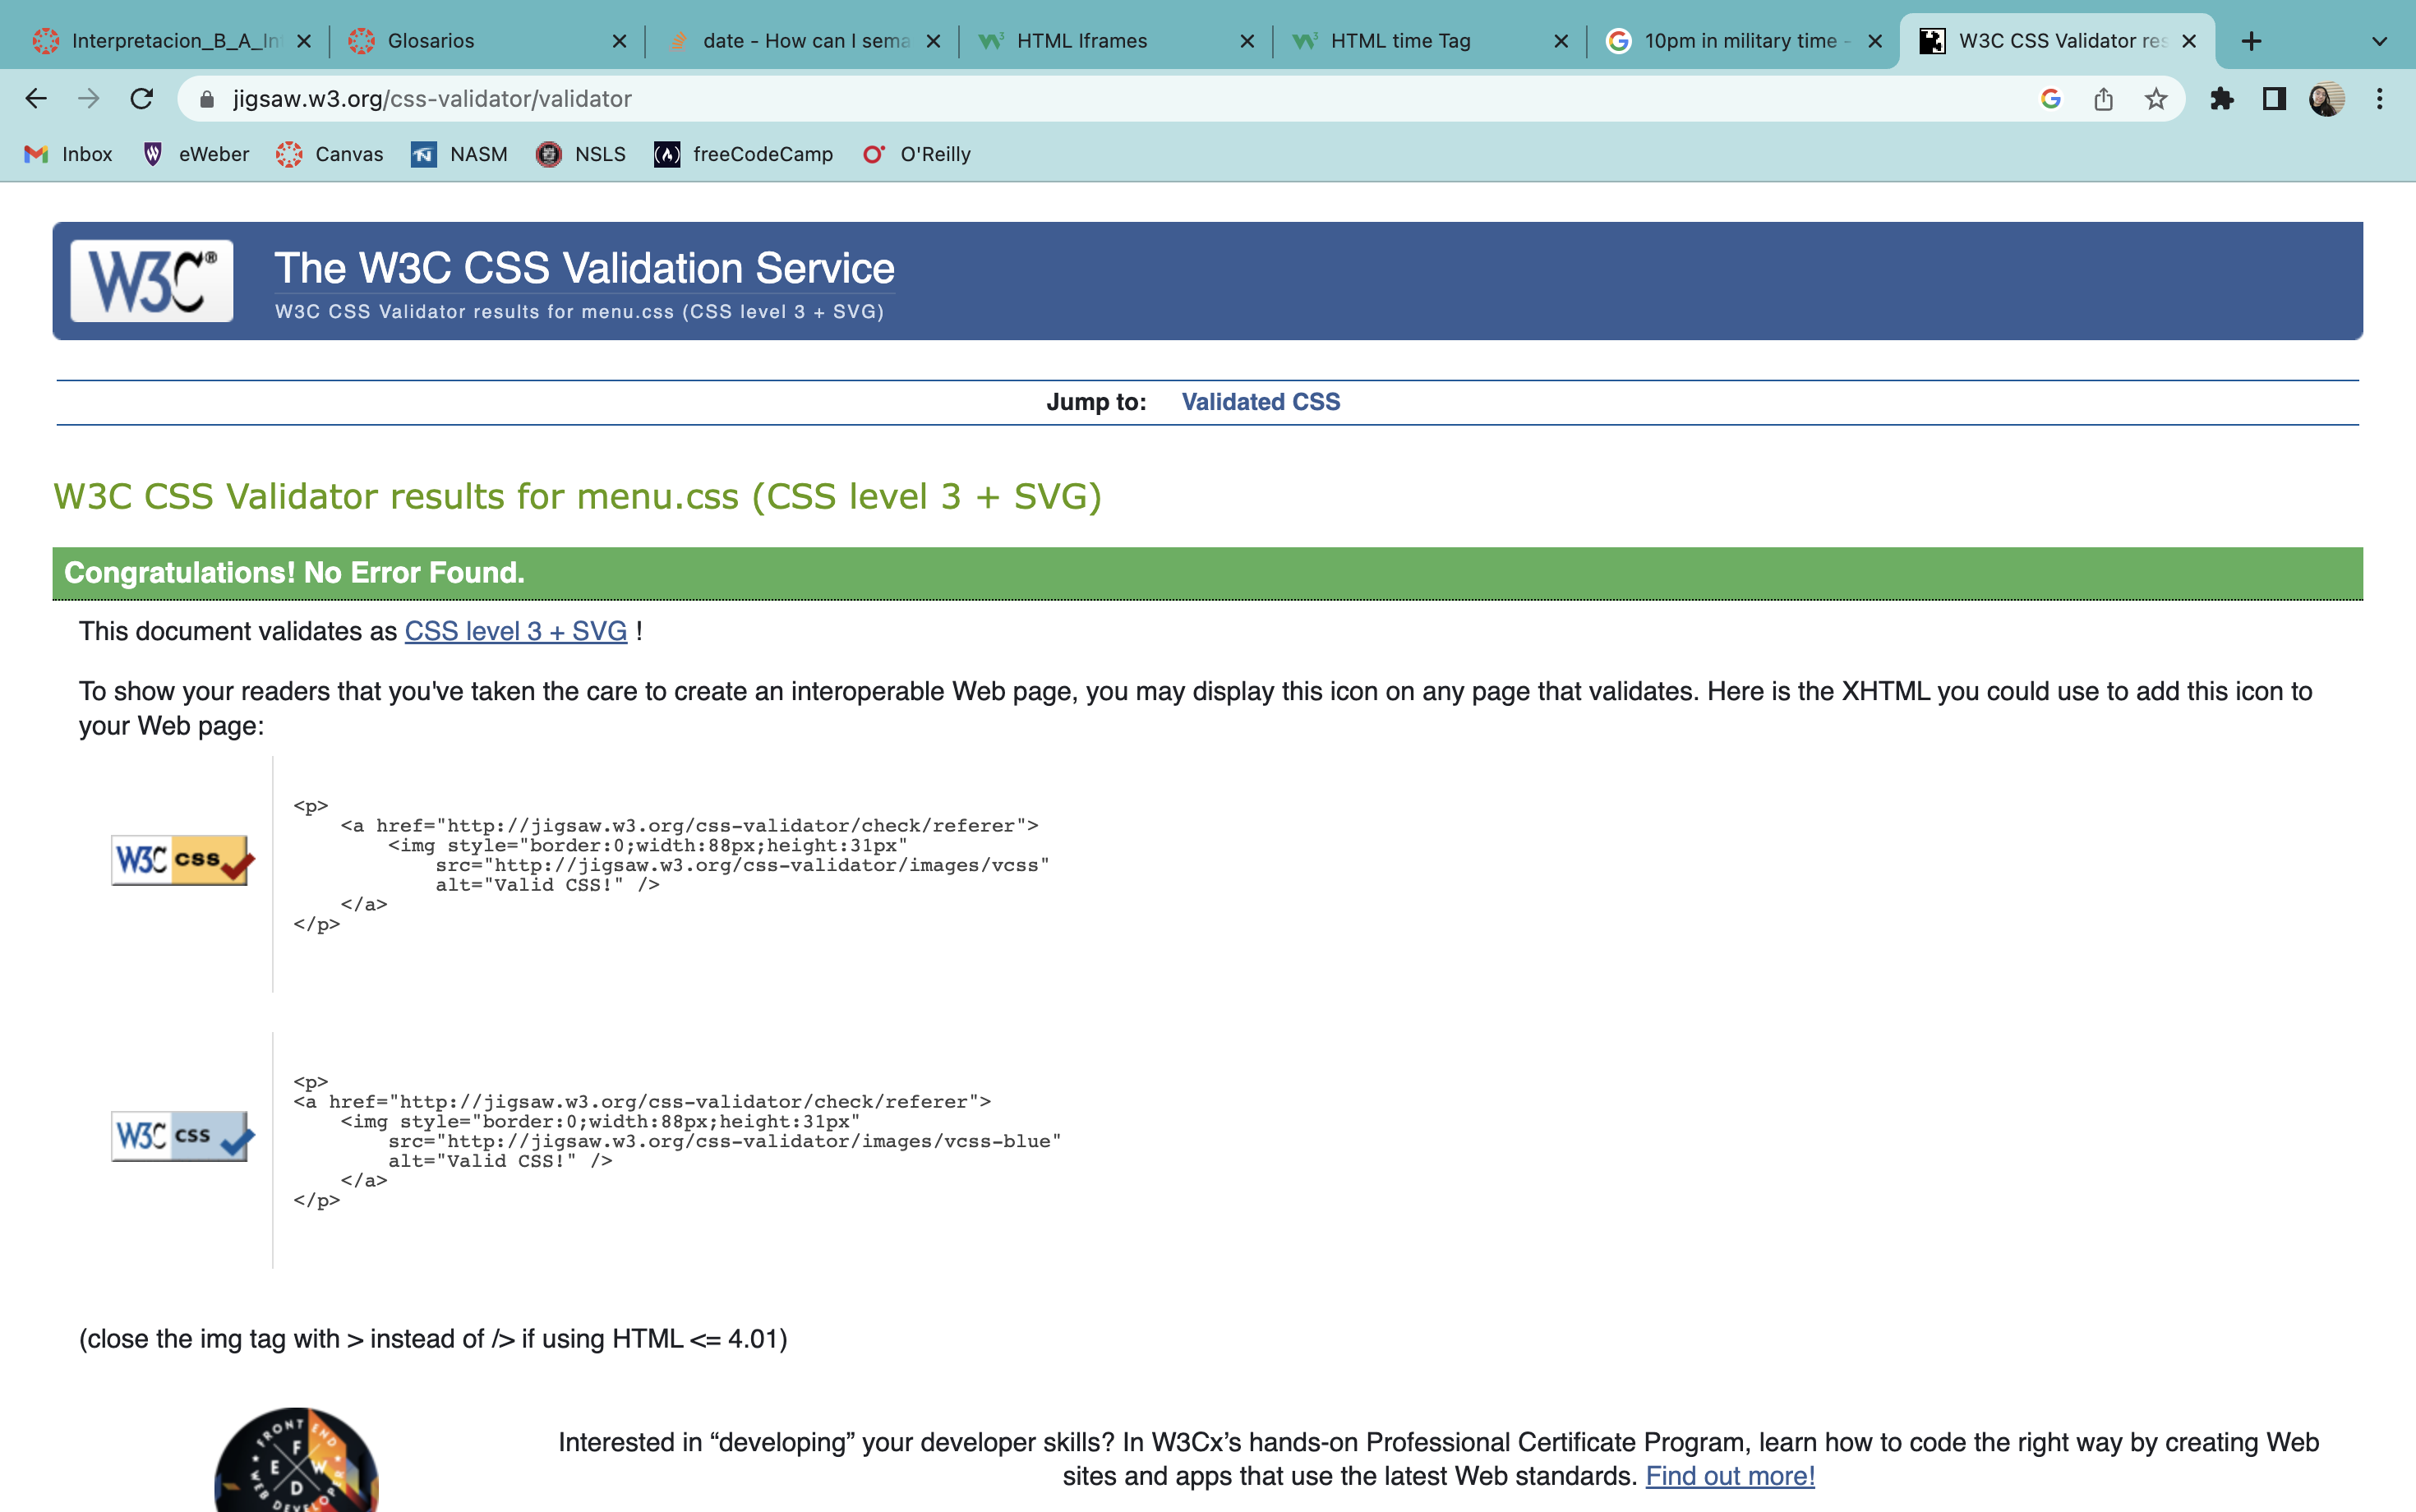 Interpretacion_B_A_In
Glosarios
date - How can I sema
HTML Iframes
HTML time Tag
10pm in military time -
W3C CSS Validator res
jigsaw.w3.org/css-validator/validator
Inbox
eWeber
Canvas
NASM
NSLS
freeCodeCamp
O'Reilly
W3C®
The W3C CSS Validation Service
W3C CSS Validator results for menu.css (CSS level 3 + SVG)
Jump to: Validated CSS
W3C CSS Validator results for menu.css (CSS level 3 + SVG)
Congratulations! No Error Found.
This document validates as CSS level 3 + SVG !
To show your readers that you've taken the care to create an interoperable Web page, you may display this icon on any page that validates. Here is the XHTML you could use to add this icon to
your Web page:
W3C css
<p>
<a href="http://jigsaw.w3.org/css-validator/check/referer">
<img style="border:0;width:88px;height:31px"
src="http://jigsaw.w3.org/css-validator/images/vcss"
alt="Valid CSS!" />
</a>
</p>
W3C css
<p>
<a href="http://jigsaw.w3.org/css-validator/check/referer">
<img style="border:0;width:88px;height:31px"
src="http://jigsaw.w3.org/css-validator/images/vcss-blue"
alt="Valid CSS!" />
</a>
</p>
(close the img tag with > instead of /> if using HTML <= 4.01)
FRONT END
F
E W
D
WEB DEVELOPER
Interested in “developing” your developer skills? In W3Cx’s hands-on Professional Certificate Program, learn how to code the right way by creating Web
sites and apps that use the latest Web standards. Find out more!